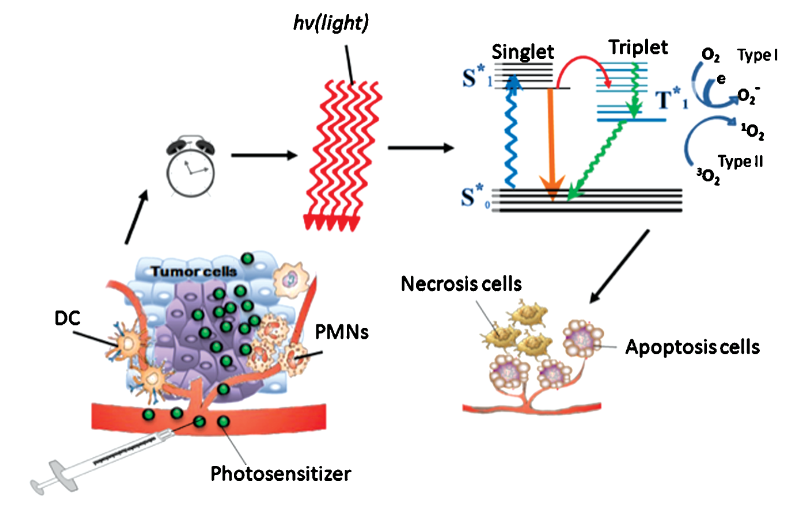 hv(light)
Singlet
Triplet
O₂ Type I
e
O₂⁻
S*₁
T*₁
¹O₂
Type II
³O₂
S*₀
Tumor cells
DC
PMNs
Photosensitizer
Necrosis cells
Apoptosis cells